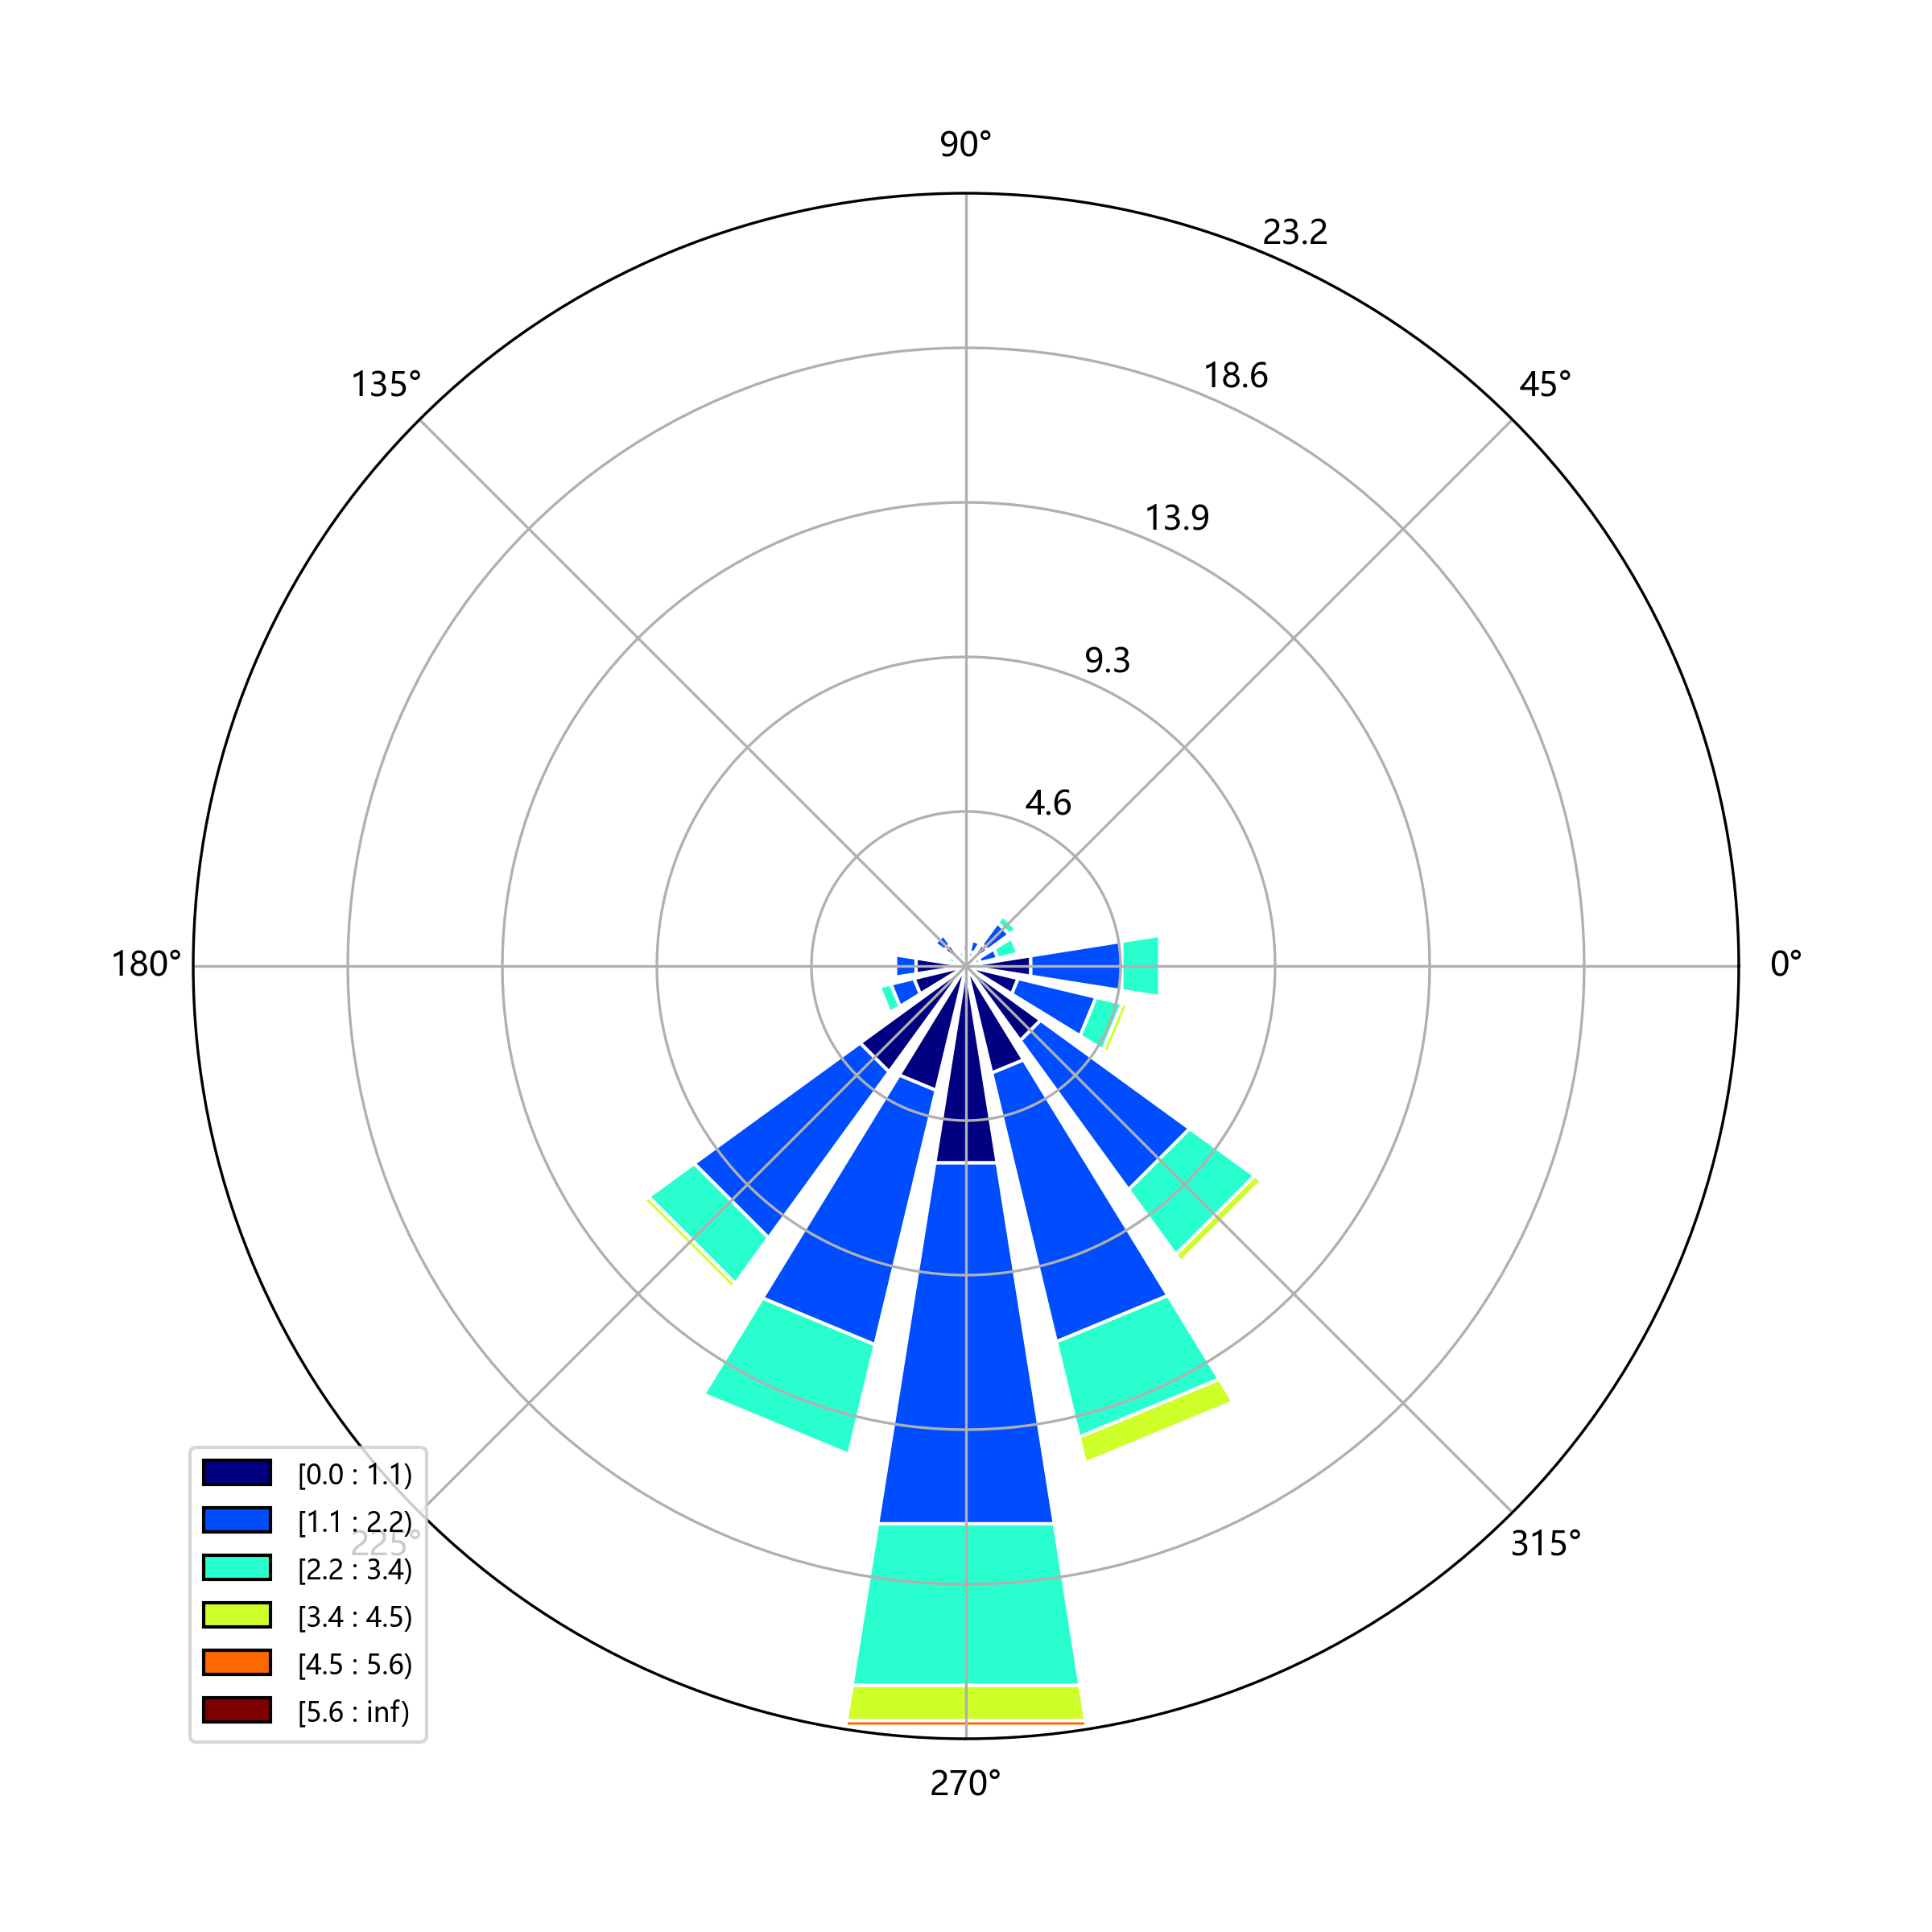 90°
23.2
135°
18.6
45°
13.9
9.3
4.6
180°
0°
[0.0 : 1.1)
[1.1 : 2.2)
225°
[2.2 : 3.4)
[3.4 : 4.5)
[4.5 : 5.6)
[5.6 : inf)
315°
270°